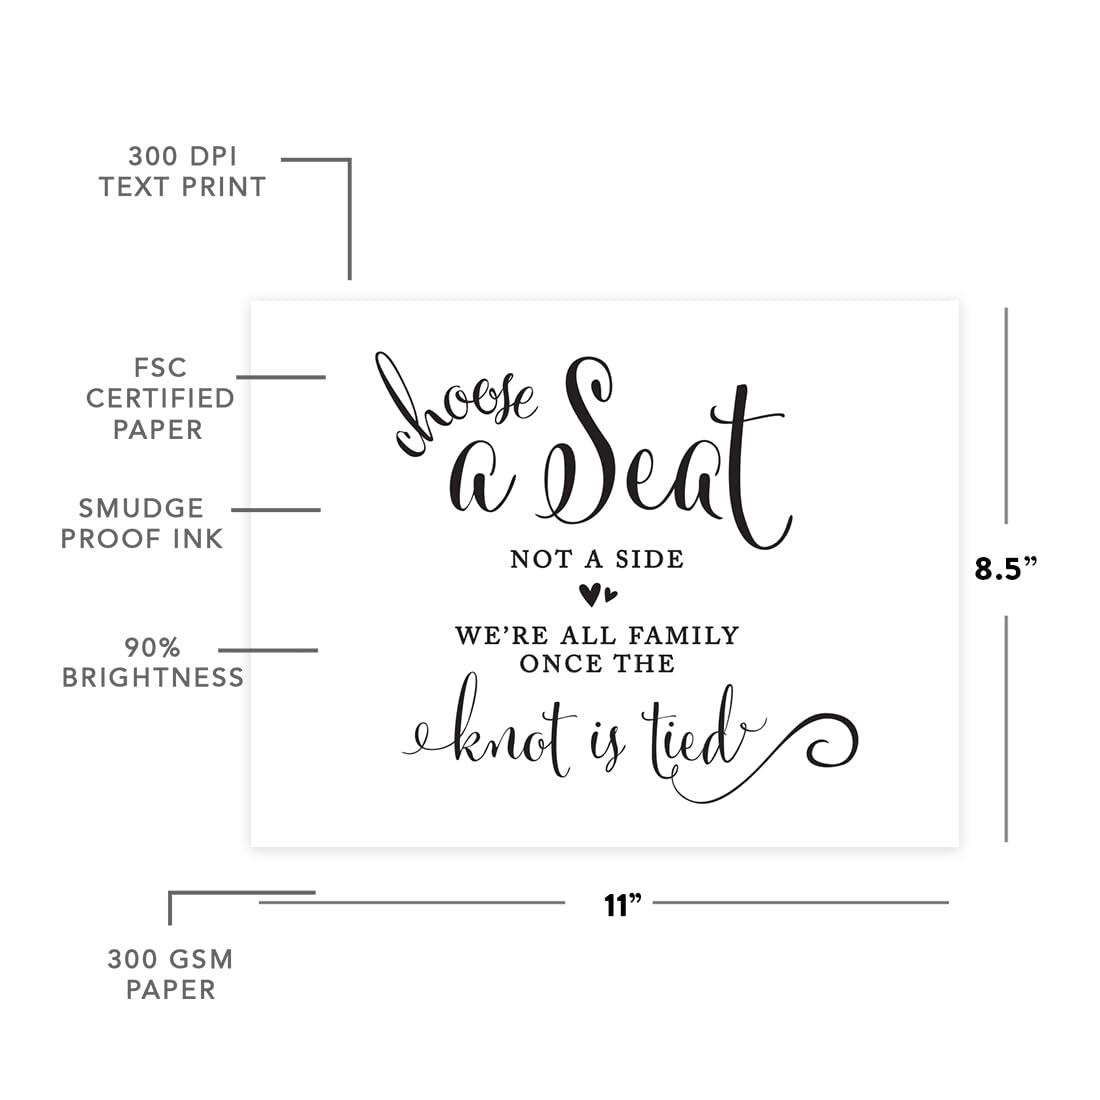 300 DPI
TEXT PRINT
FSC
CERTIFIED
PAPER
SMUDGE
PROOF INK
90%
BRIGHTNESS
300 GSM
PAPER
choose
a Seat
NOT A SIDE
WE'RE ALL FAMILY
ONCE THE
knot is tied
8.5”
11”